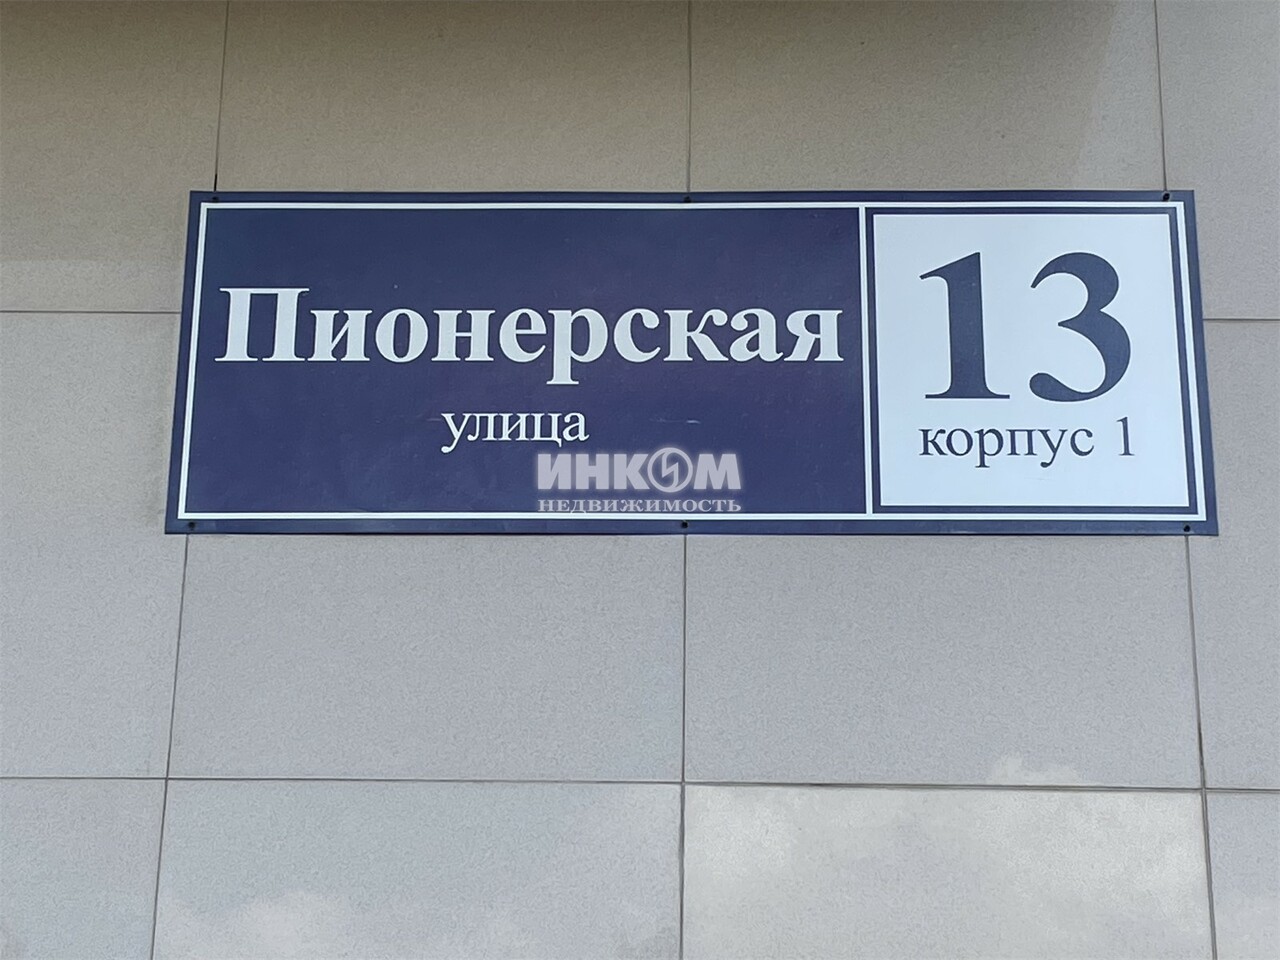 Пионерская
улица
13
корпус 1
ИНКОМ
НЕДВИЖИМОСТЬ